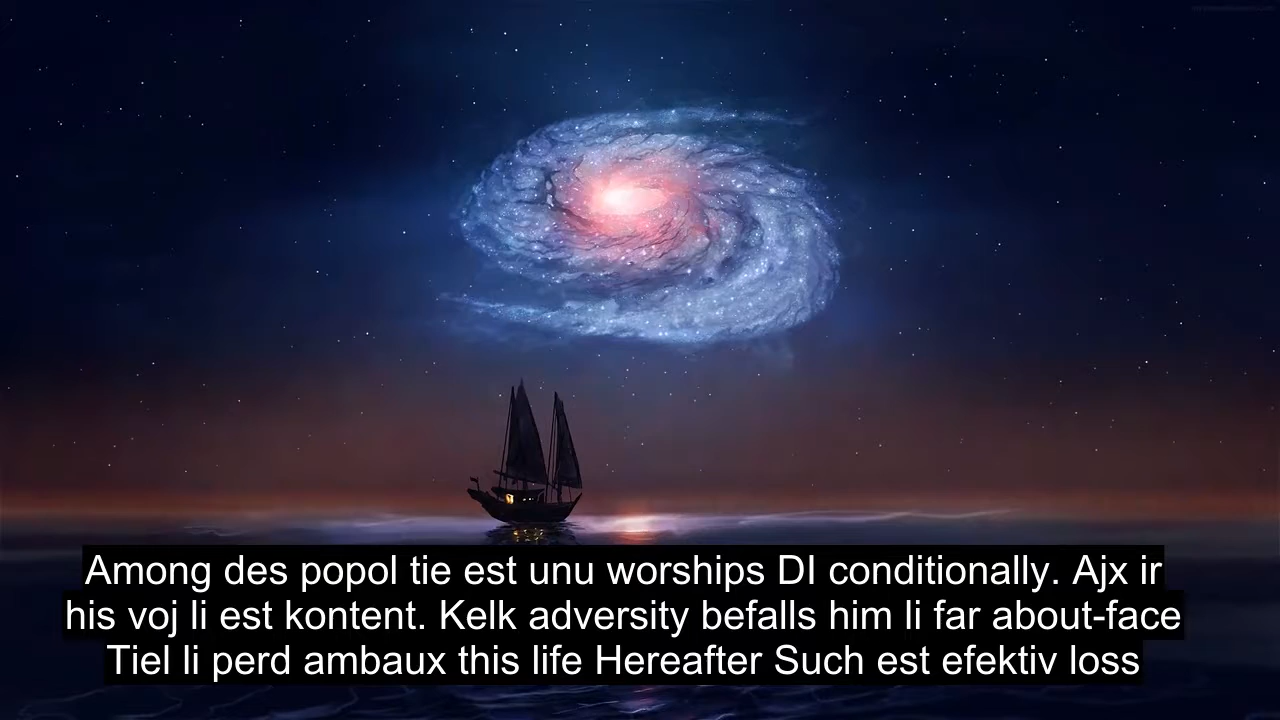 Among des popol tie est unu worships DI conditionally. Ajx ir
his voj li est kontent. Kelk adversity befalls him li far about-face
Tiel li perd ambaux this life Hereafter Such est efektiv loss